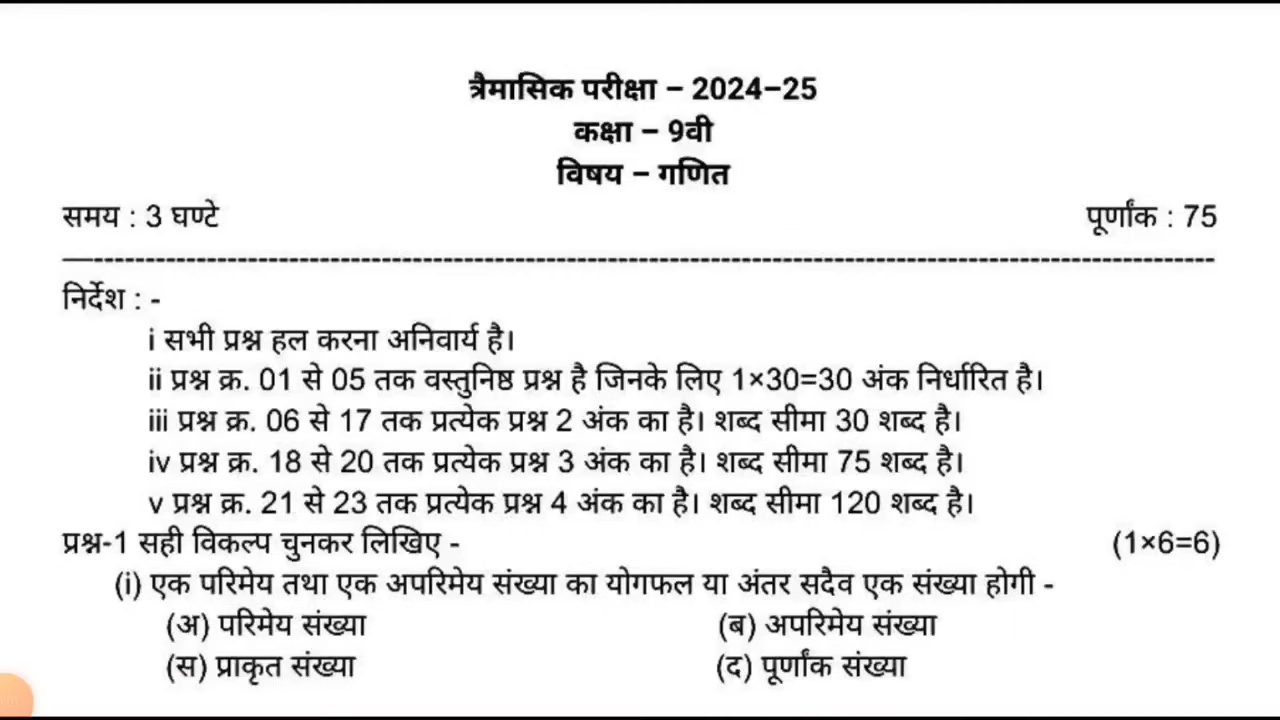 त्रैमासिक परीक्षा – 2024–25
कक्षा – 9वी
विषय – गणित
समय : 3 घण्टे पूर्णांक : 75
निर्देश : -
i सभी प्रश्न हल करना अनिवार्य है।
ii प्रश्न क्र. 01 से 05 तक वस्तुनिष्ठ प्रश्न है जिनके लिए 1×30=30 अंक निर्धारित है।
iii प्रश्न क्र. 06 से 17 तक प्रत्येक प्रश्न 2 अंक का है। शब्द सीमा 30 शब्द है।
iv प्रश्न क्र. 18 से 20 तक प्रत्येक प्रश्न 3 अंक का है। शब्द सीमा 75 शब्द है।
v प्रश्न क्र. 21 से 23 तक प्रत्येक प्रश्न 4 अंक का है। शब्द सीमा 120 शब्द है।
प्रश्न-1 सही विकल्प चुनकर लिखिए - (1×6=6)
(i) एक परिमेय तथा एक अपरिमेय संख्या का योगफल या अंतर सदैव एक संख्या होगी -
(अ) परिमेय संख्या (ब) अपरिमेय संख्या
(स) प्राकृत संख्या (द) पूर्णांक संख्या